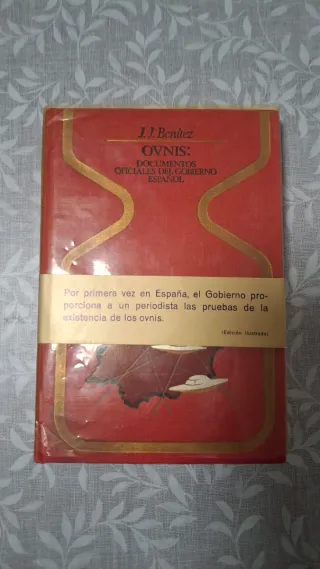 J. J. Benítez
OVNIS:
DOCUMENTOS
OFICIALES DEL GOBIERNO
ESPAÑOL
Por primera vez en España, el Gobierno pro-
porciona a un periodista las pruebas de la
existencia de los ovnis.
(Edición ilustrada)